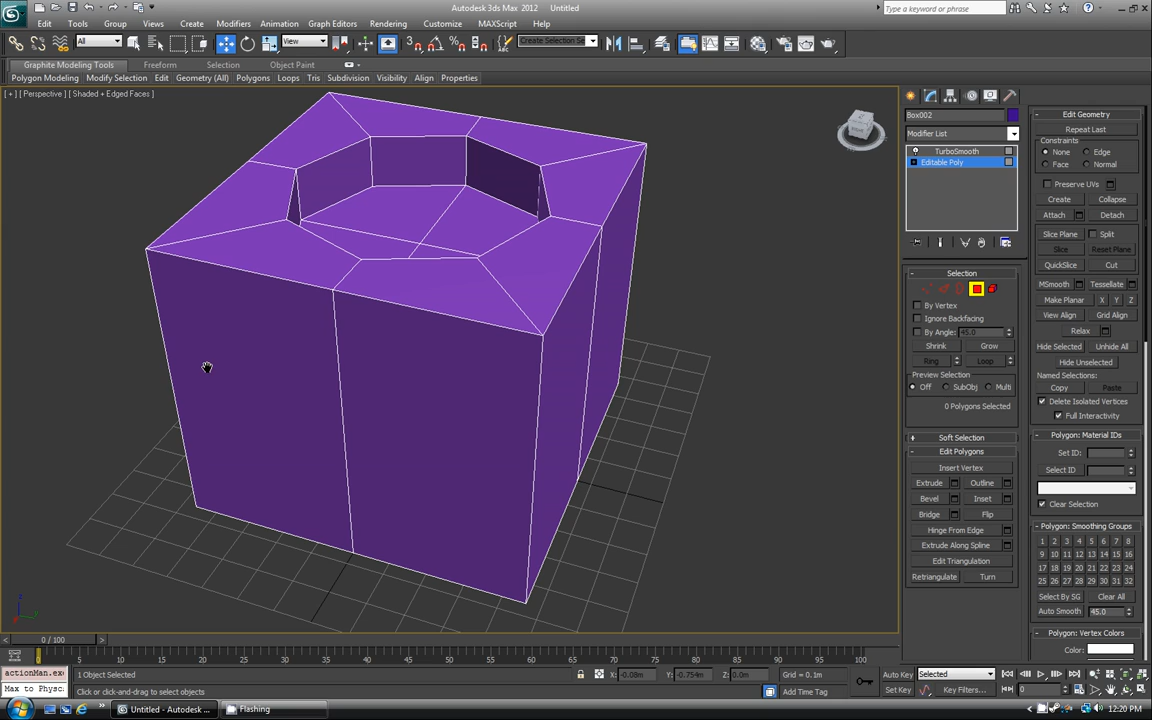 Autodesk 3ds Max 2012 Untitled
Type a keyword or phrase
Edit Tools Group Views Create Modifiers Animation Graph Editors Rendering Customize MAXScript Help
All View Create Selection Se
Graphite Modeling Tools Freeform Selection Object Paint
Polygon Modeling Modify Selection Edit Geometry (All) Polygons Loops Tris Subdivision Visibility Align Properties
[ + ] [ Perspective ] [ Shaded + Edged Faces ]
Box002
Modifier List
TurboSmooth
Editable Poly
Selection
By Vertex
Ignore Backfacing
By Angle: 45.0
Shrink Grow
Ring Loop
Preview Selection
Off SubObj Multi
0 Polygons Selected
Soft Selection
Edit Polygons
Insert Vertex
Extrude Outline
Bevel Inset
Bridge Flip
Hinge From Edge
Extrude Along Spline
Edit Triangulation
Retriangulate Turn
Edit Geometry
Repeat Last
Constraints
None Edge
Face Normal
Preserve UVs
Create Collapse
Attach Detach
Slice Plane Split
Slice Reset Plane
QuickSlice Cut
MSmooth Tessellate
Make Planar X Y Z
View Align Grid Align
Relax
Hide Selected Unhide All
Hide Unselected
Named Selections:
Copy Paste
Delete Isolated Vertices
Full Interactivity
Polygon: Material IDs
Set ID:
Select ID
Clear Selection
Polygon: Smoothing Groups
1 2 3 4 5 6 7 8
9 10 11 12 13 14 15 16
17 18 19 20 21 22 23 24
25 26 27 28 29 30 31 32
Select By SG Clear All
Auto Smooth 45.0
Polygon: Vertex Colors
Color:
0 / 100
5 10 15 20 25 30 35 40 45 50 55 60 65 70 75 80 85 90 95 100
actionMan.ex
Max to Physc
1 Object Selected
Click or click-and-drag to select objects
X: -0.08m Y: -0.754m Z: 0.0m Grid = 0.1m
Add Time Tag
Auto Key Selected
Set Key Key Filters... 0
Untitled - Autodesk ... Flashing
12:20 PM